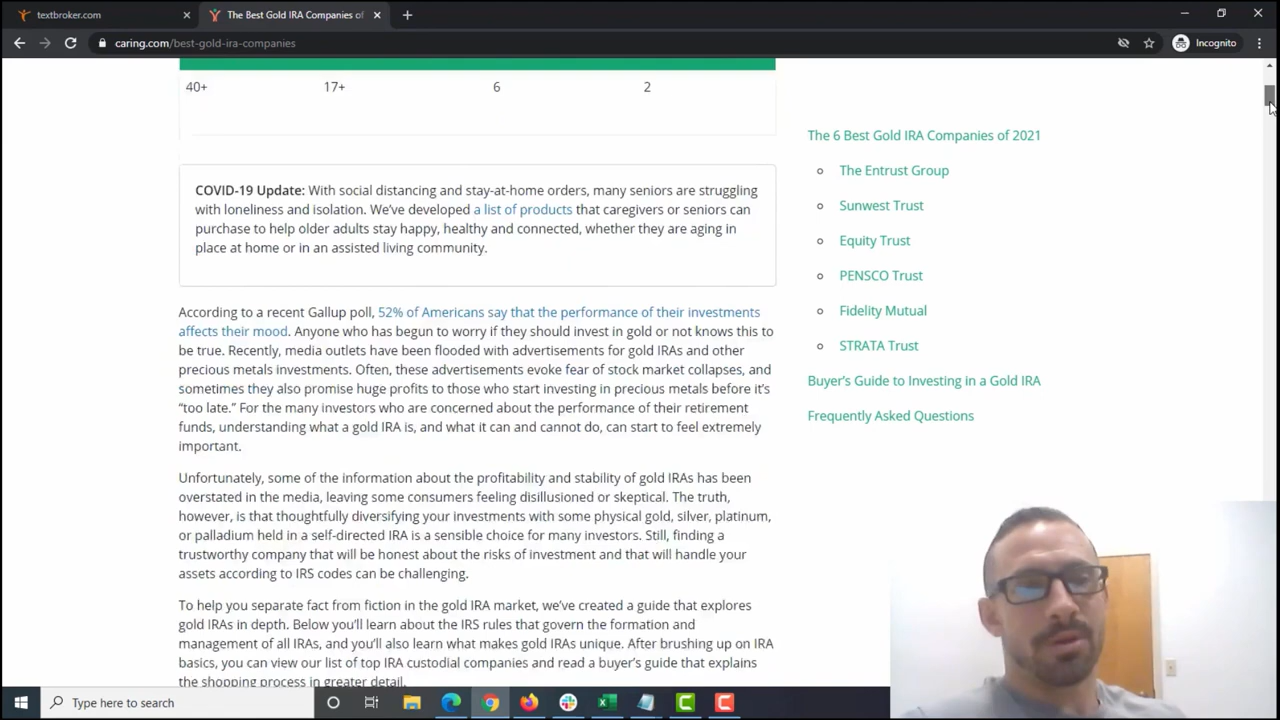 textbroker.com
The Best Gold IRA Companies of
caring.com/best-gold-ira-companies
Incognito
40+ 17+ 6 2
COVID-19 Update: With social distancing and stay-at-home orders, many seniors are struggling
with loneliness and isolation. We've developed a list of products that caregivers or seniors can
purchase to help older adults stay happy, healthy and connected, whether they are aging in
place at home or in an assisted living community.
According to a recent Gallup poll, 52% of Americans say that the performance of their investments
affects their mood. Anyone who has begun to worry if they should invest in gold or not knows this to
be true. Recently, media outlets have been flooded with advertisements for gold IRAs and other
precious metals investments. Often, these advertisements evoke fear of stock market collapses, and
sometimes they also promise huge profits to those who start investing in precious metals before it's
“too late.” For the many investors who are concerned about the performance of their retirement
funds, understanding what a gold IRA is, and what it can and cannot do, can start to feel extremely
important.
Unfortunately, some of the information about the profitability and stability of gold IRAs has been
overstated in the media, leaving some consumers feeling disillusioned or skeptical. The truth,
however, is that thoughtfully diversifying your investments with some physical gold, silver, platinum,
or palladium held in a self-directed IRA is a sensible choice for many investors. Still, finding a
trustworthy company that will be honest about the risks of investment and that will handle your
assets according to IRS codes can be challenging.
To help you separate fact from fiction in the gold IRA market, we've created a guide that explores
gold IRAs in depth. Below you'll learn about the IRS rules that govern the formation and
management of all IRAs, and you'll also learn what makes gold IRAs unique. After brushing up on IRA
basics, you can view our list of top IRA custodial companies and read a buyer's guide that explains
the shopping process in greater detail.
The 6 Best Gold IRA Companies of 2021
The Entrust Group
Sunwest Trust
Equity Trust
PENSCO Trust
Fidelity Mutual
STRATA Trust
Buyer's Guide to Investing in a Gold IRA
Frequently Asked Questions
Type here to search